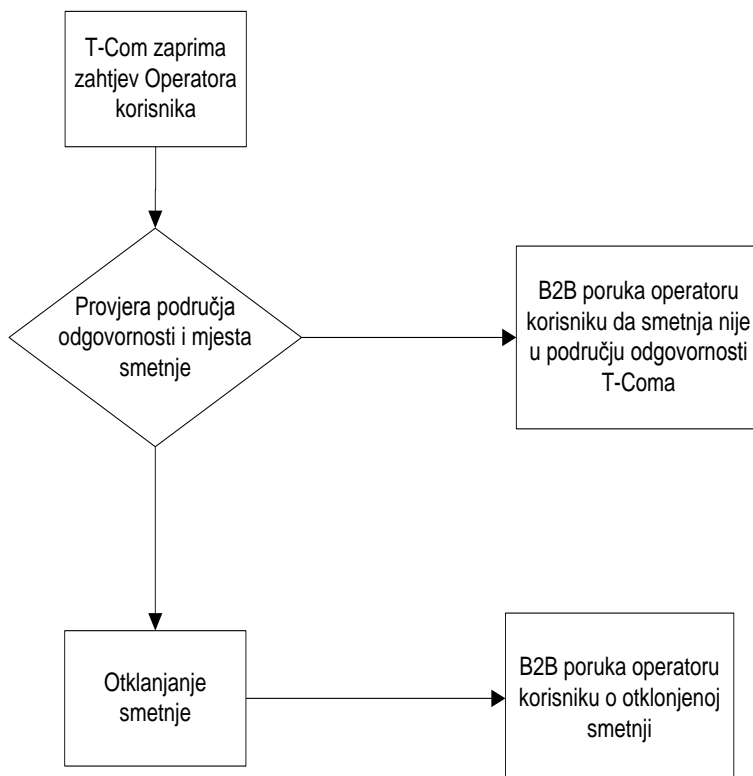 T-Com zaprima
zahtjev Operatora
korisnika
Provjera područja
odgovornosti i mjesta
smetnje
B2B poruka operatoru
korisniku da smetnja nije
u području odgovornosti
T-Coma
Otklanjanje
smetnje
B2B poruka operatoru
korisniku o otklonjenoj
smetnji